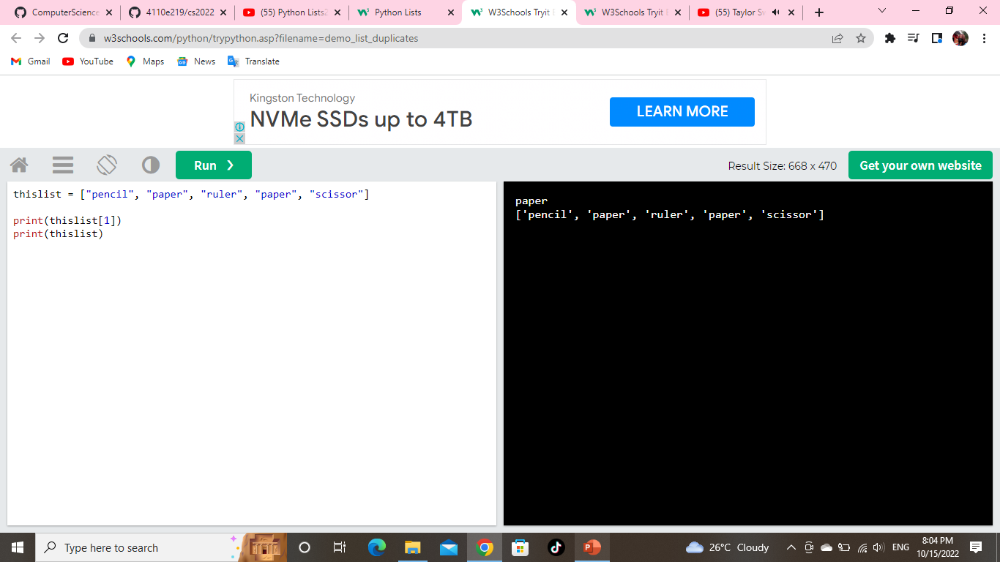 ComputerScience
4110e219/cs2022
(55) Python Lists
Python Lists
W3Schools Tryit
W3Schools Tryit
(55) Taylor Sw
w3schools.com/python/trypython.asp?filename=demo_list_duplicates
Gmail
YouTube
Maps
News
Translate
Kingston Technology
NVMe SSDs up to 4TB
LEARN MORE
Run ❯
Result Size: 668 x 470
Get your own website
thislist = ["pencil", "paper", "ruler", "paper", "scissor"]
print(thislist[1])
print(thislist)
paper
['pencil', 'paper', 'ruler', 'paper', 'scissor']
Type here to search
26°C Cloudy
ENG
8:04 PM
10/15/2022